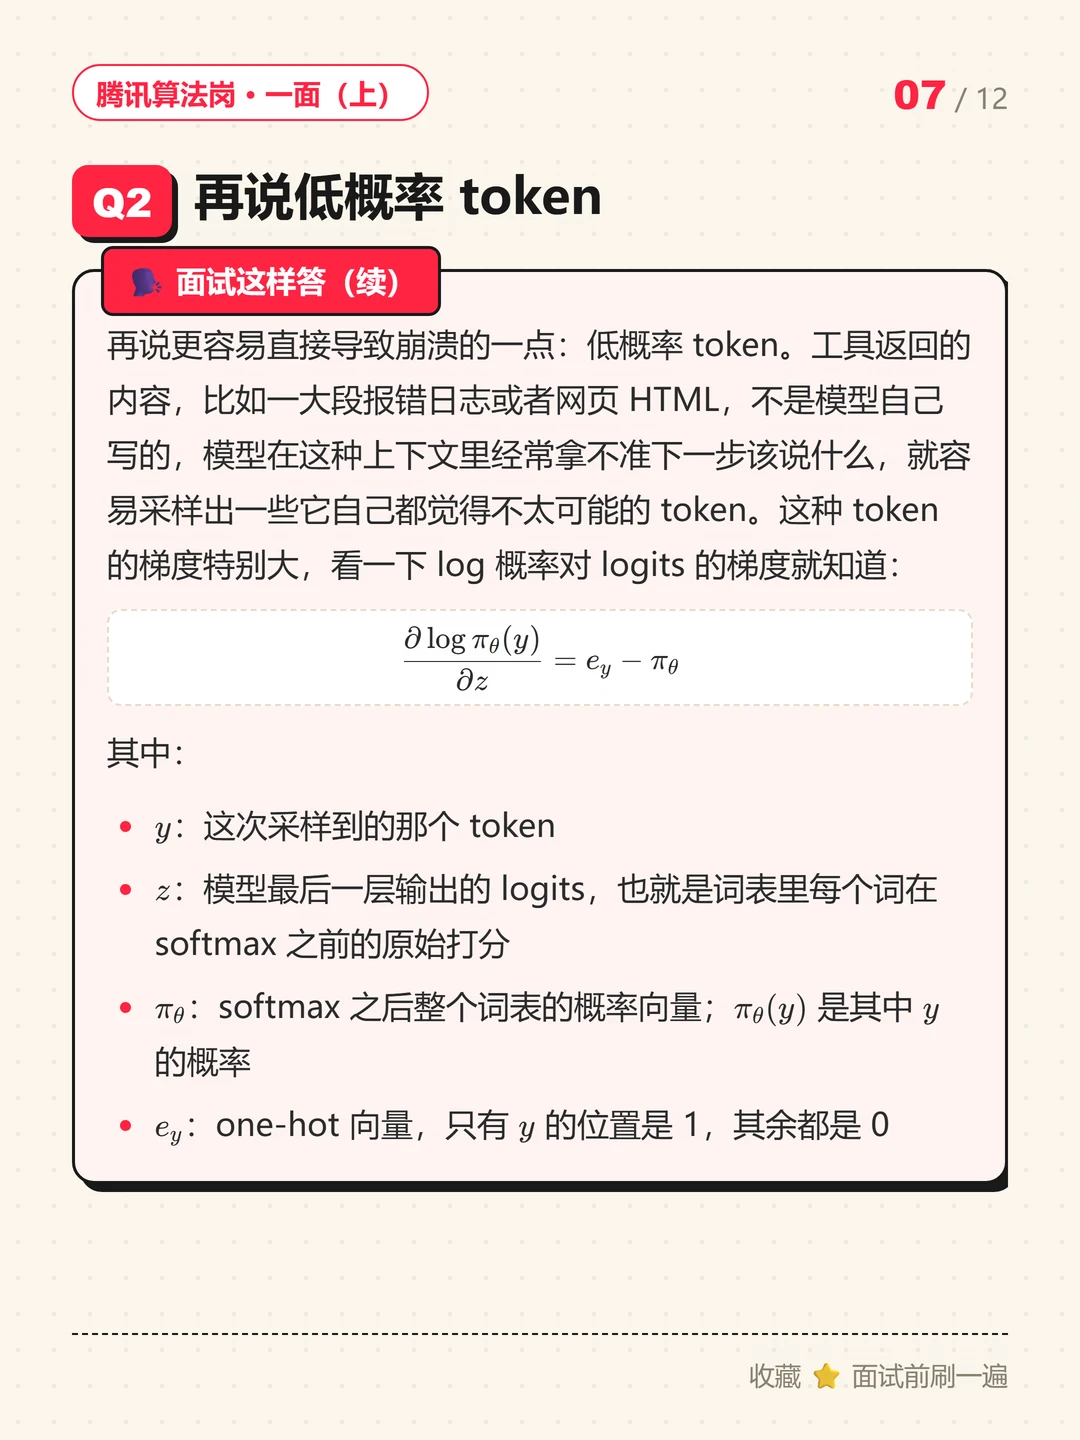 腾讯算法岗·一面（上）
07 / 12
Q2 再说低概率 token
面试这样答（续）
再说更容易直接导致崩溃的一点：低概率 token。工具返回的
内容，比如一大段报错日志或者网页 HTML，不是模型自己
写的，模型在这种上下文里经常拿不准下一步该说什么，就容
易采样出一些它自己都觉得不太可能的 token。这种 token
的梯度特别大，看一下 log 概率对 logits 的梯度就知道：
∂ log π_θ(y) / ∂z = e_y − π_θ
其中：
• y：这次采样到的那个 token
• z：模型最后一层输出的 logits，也就是词表里每个词在
softmax 之前的原始打分
• π_θ：softmax 之后整个词表的概率向量；π_θ(y) 是其中 y
的概率
• e_y：one-hot 向量，只有 y 的位置是 1，其余都是 0
收藏 ⭐ 面试前刷一遍